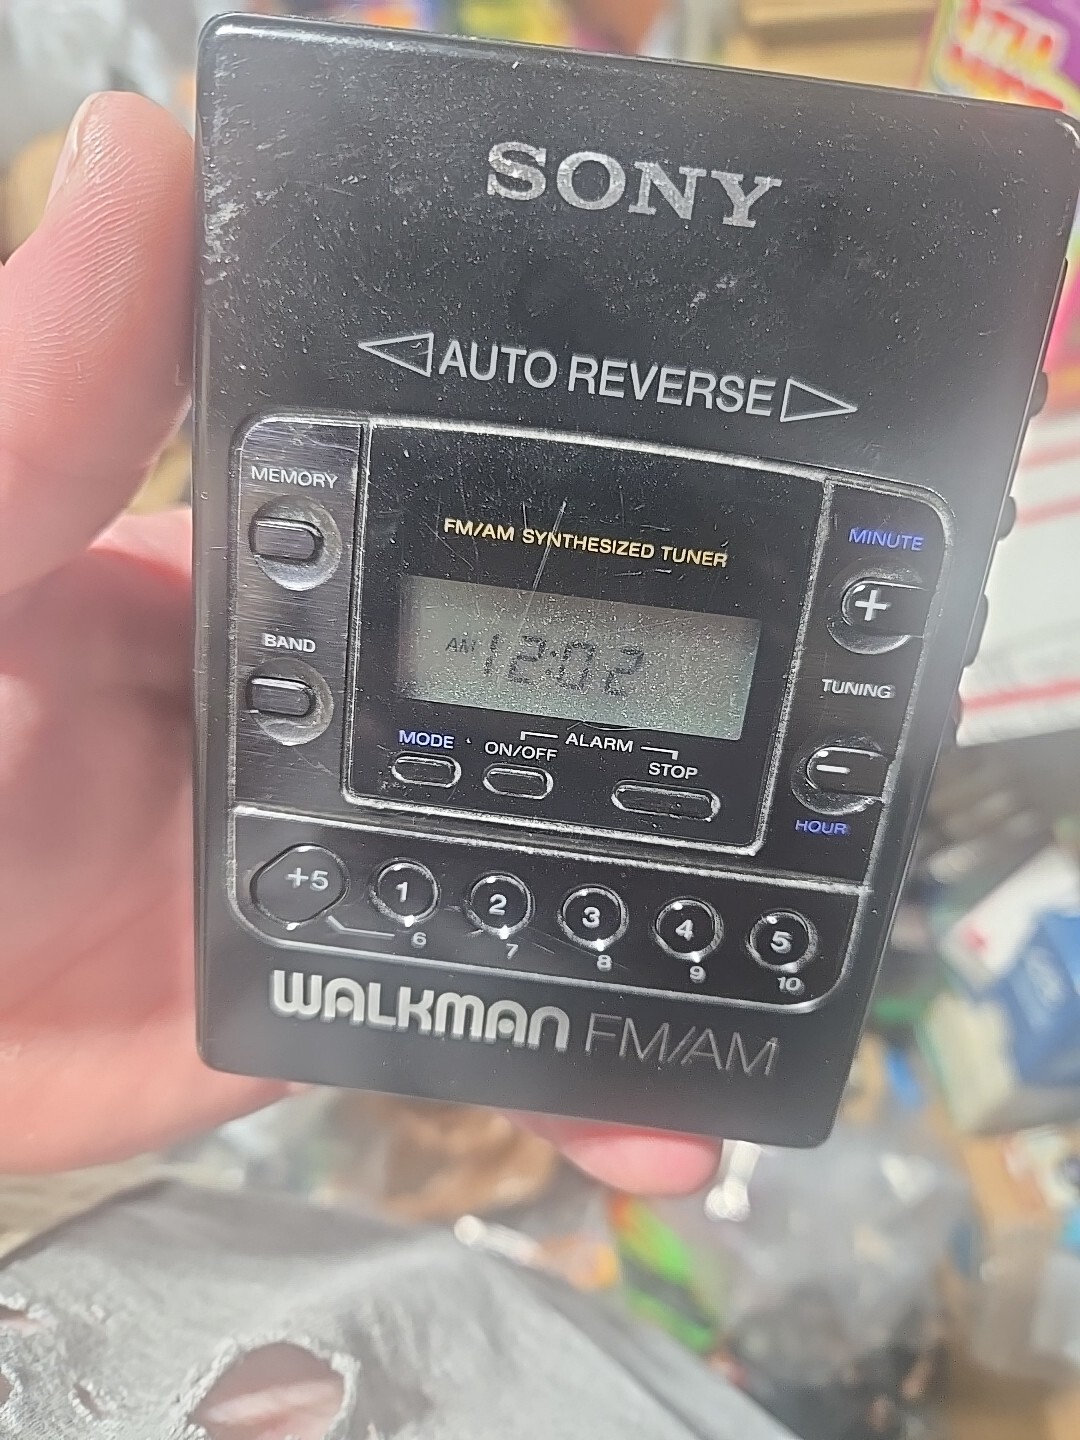 SONY
AUTO REVERSE
MEMORY
FM/AM SYNTHESIZED TUNER
MINUTE
+
BAND
AM 12:02
TUNING
MODE
ON/OFF
ALARM
STOP
-
HOUR
+5 1 2 3 4 5
6 7 8 9 10
WALKMAN FM/AM